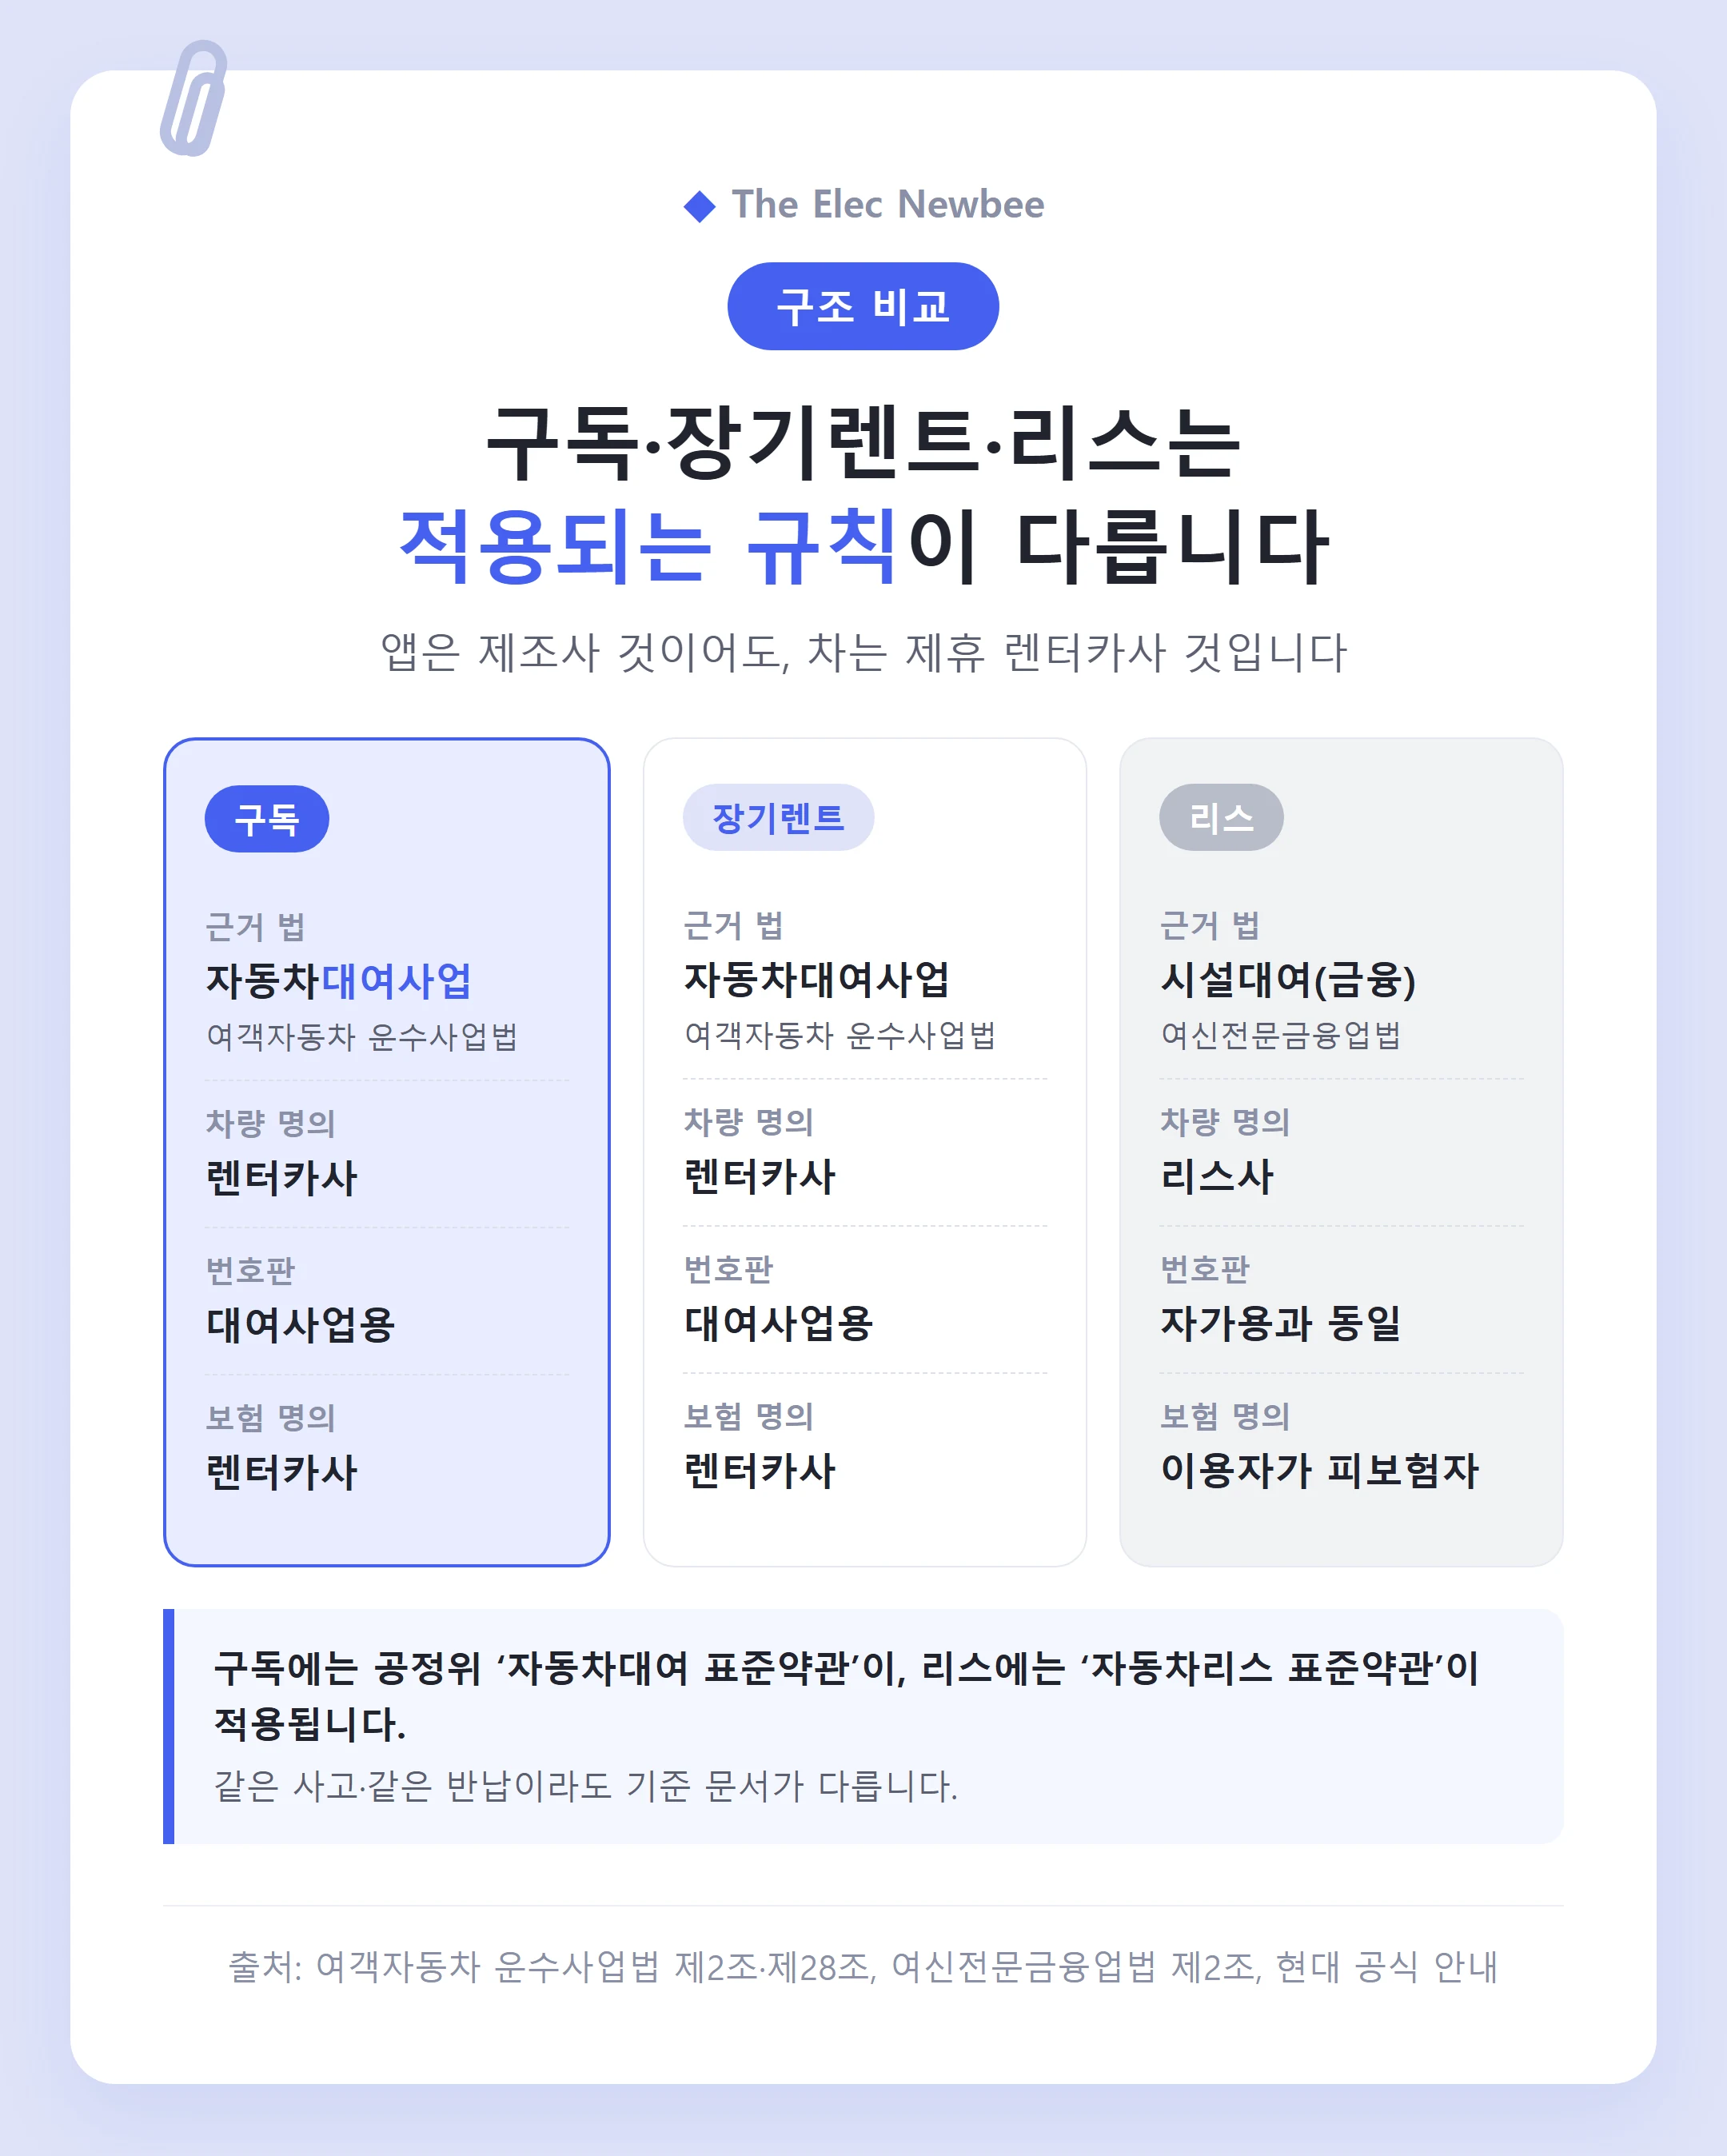 The Elec Newbee
구조 비교
구독·장기렌트·리스는
적용되는 규칙이 다릅니다
앱은 제조사 것이어도, 차는 제휴 렌터카사 것입니다
구독
근거 법
자동차대여사업
여객자동차 운수사업법
차량 명의
렌터카사
번호판
대여사업용
보험 명의
렌터카사
장기렌트
근거 법
자동차대여사업
여객자동차 운수사업법
차량 명의
렌터카사
번호판
대여사업용
보험 명의
렌터카사
리스
근거 법
시설대여(금융)
여신전문금융업법
차량 명의
리스사
번호판
자가용과 동일
보험 명의
이용자가 피보험자
구독에는 공정위 ‘자동차대여 표준약관’이, 리스에는 ‘자동차리스 표준약관’이
적용됩니다.
같은 사고·같은 반납이라도 기준 문서가 다릅니다.
출처: 여객자동차 운수사업법 제2조·제28조, 여신전문금융업법 제2조, 현대 공식 안내